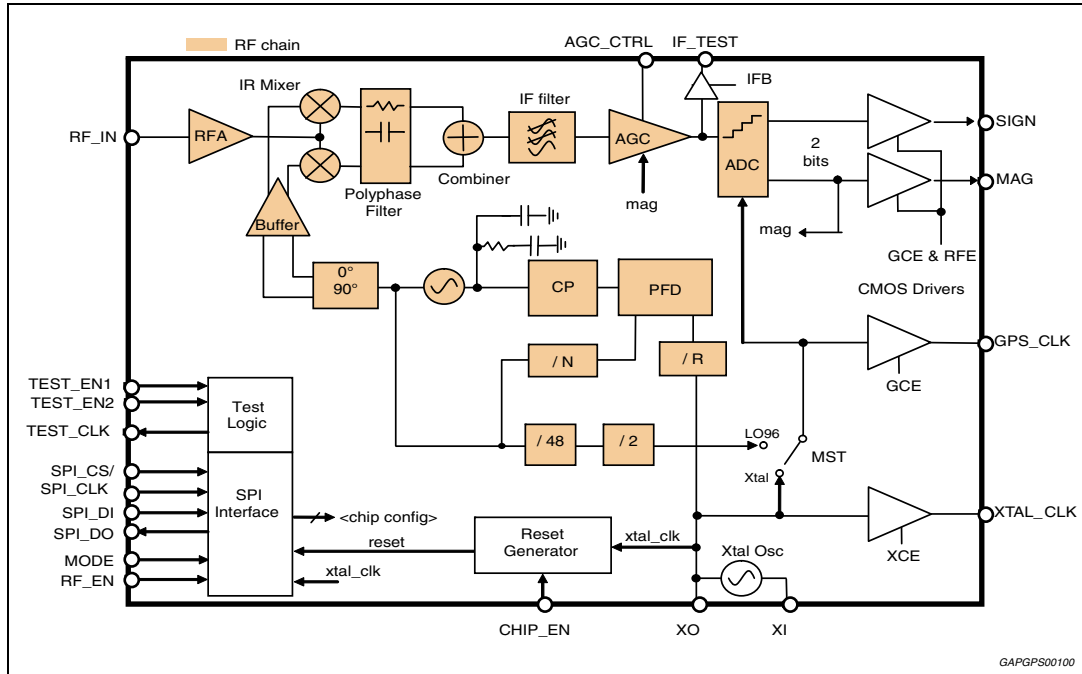 RF chain
AGC_CTRL
IF_TEST
IFB
IR Mixer
IF filter
RF_IN
RFA
AGC
ADC
2
bits
SIGN
MAG
Combiner
Polyphase
Filter
mag
mag
Buffer
GCE & RFE
CMOS Drivers
0°
90°
CP
PFD
/ N
/ R
GPS_CLK
GCE
TEST_EN1
TEST_EN2
TEST_CLK
Test
Logic
/ 48
/ 2
LO96
MST
Xtal
SPI_CS/
SPI_CLK
SPI_DI
SPI_DO
MODE
RF_EN
SPI
Interface
<chip config>
reset
xtal_clk
Reset
Generator
xtal_clk
Xtal Osc
XTAL_CLK
XCE
CHIP_EN
XO
XI
GAPGPS00100